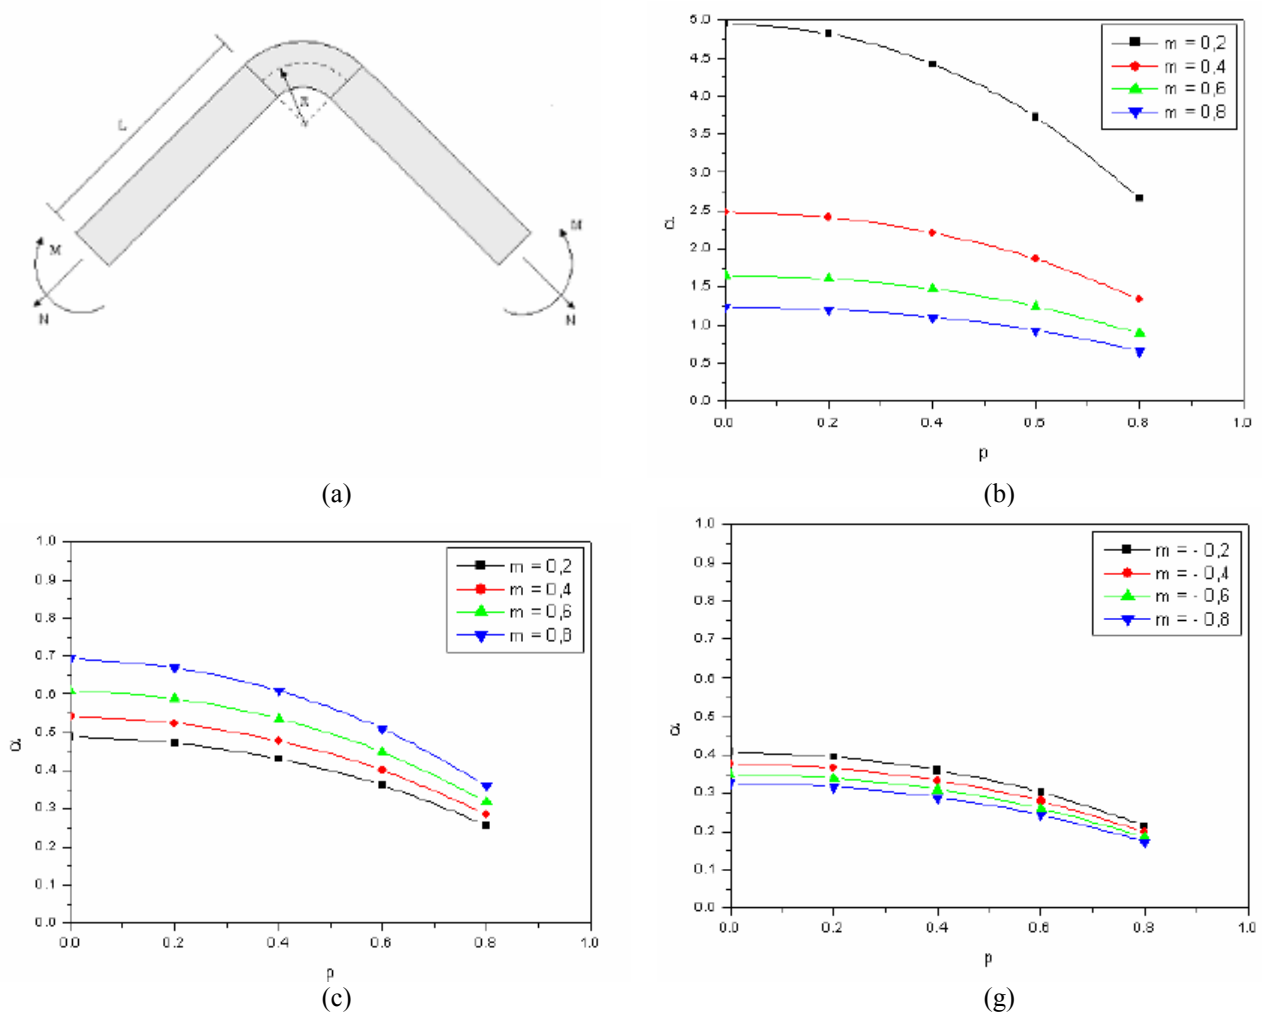 L
R
M
N
M
N
(a)
5.0
4.5
4.0
3.5
3.0
2.5
2.0
1.5
1.0
0.5
0.0
α
0.0 0.2 0.4 0.6 0.8 1.0
p
m = 0,2
m = 0,4
m = 0,6
m = 0,8
(b)
1.0
0.9
0.8
0.7
0.6
0.5
0.4
0.3
0.2
0.1
0.0
α
0.0 0.2 0.4 0.6 0.8 1.0
p
m = 0,2
m = 0,4
m = 0,6
m = 0,8
(c)
1.0
0.9
0.8
0.7
0.6
0.5
0.4
0.3
0.2
0.1
0.0
α
0.0 0.2 0.4 0.6 0.8 1.0
p
m = - 0,2
m = - 0,4
m = - 0,6
m = - 0,8
(g)